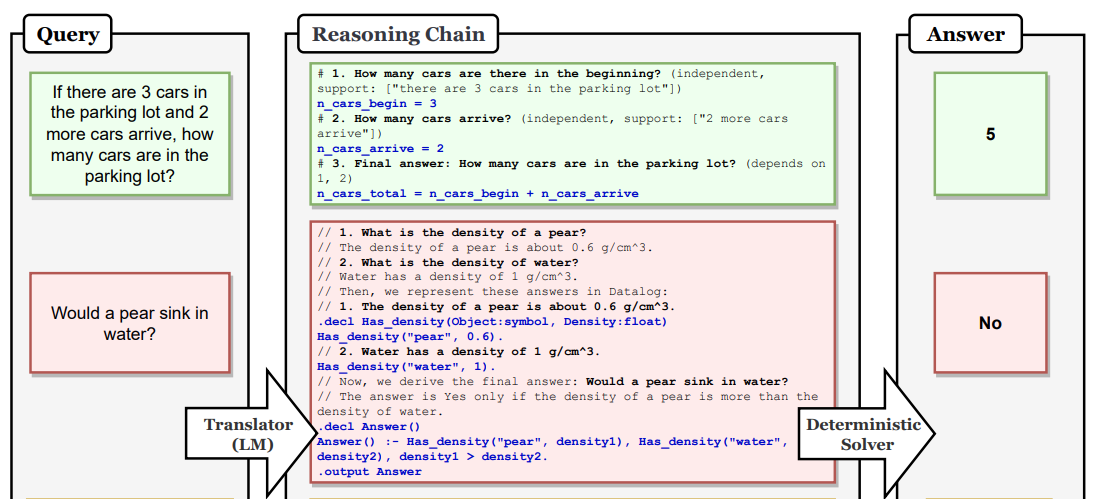 Query
Reasoning Chain
Answer
If there are 3 cars in
the parking lot and 2
more cars arrive, how
many cars are in the
parking lot?
# 1. How many cars are there in the beginning? (independent,
support: ["there are 3 cars in the parking lot"])
n_cars_begin = 3
# 2. How many cars arrive? (independent, support: ["2 more cars
arrive"])
n_cars_arrive = 2
# 3. Final answer: How many cars are in the parking lot? (depends on
1, 2)
n_cars_total = n_cars_begin + n_cars_arrive
5
Would a pear sink in
water?
// 1. What is the density of a pear?
// The density of a pear is about 0.6 g/cm^3.
// 2. What is the density of water?
// Water has a density of 1 g/cm^3.
// Then, we represent these answers in Datalog:
// 1. The density of a pear is about 0.6 g/cm^3.
.decl Has_density(Object:symbol, Density:float)
Has_density("pear", 0.6).
// 2. Water has a density of 1 g/cm^3.
Has_density("water", 1).
// Now, we derive the final answer: Would a pear sink in water?
// The answer is Yes only if the density of a pear is more than the
density of water.
.decl Answer()
Answer() :- Has_density("pear", density1), Has_density("water",
density2), density1 > density2.
.output Answer
No
Translator
(LM)
Deterministic
Solver